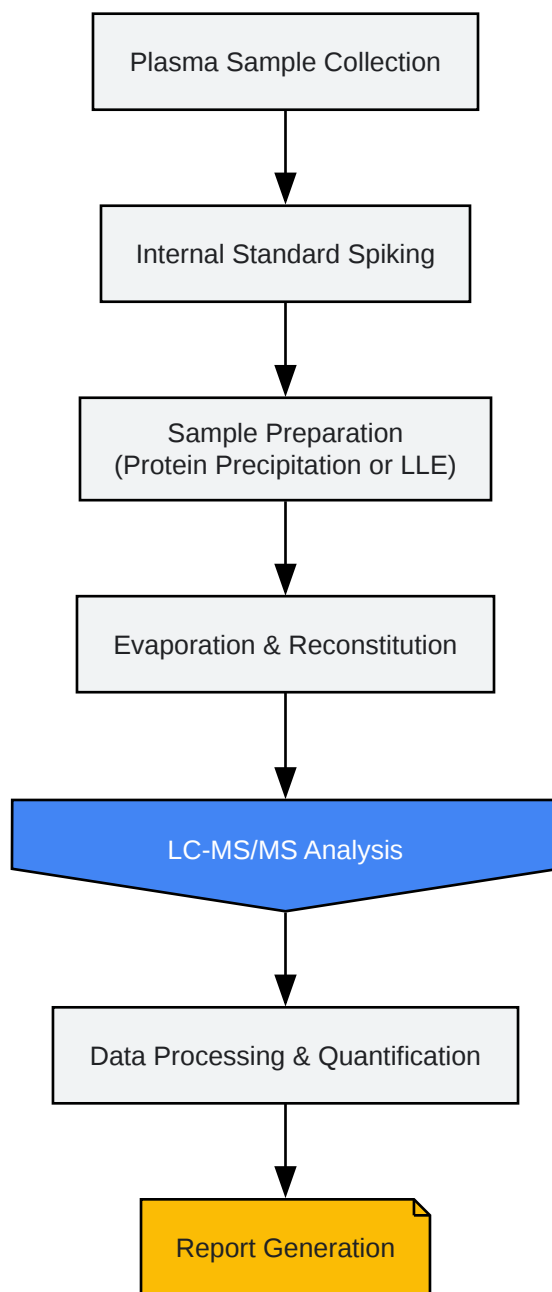 Plasma Sample Collection
Internal Standard Spiking
Sample Preparation
(Protein Precipitation or LLE)
Evaporation & Reconstitution
LC-MS/MS Analysis
Data Processing & Quantification
Report Generation